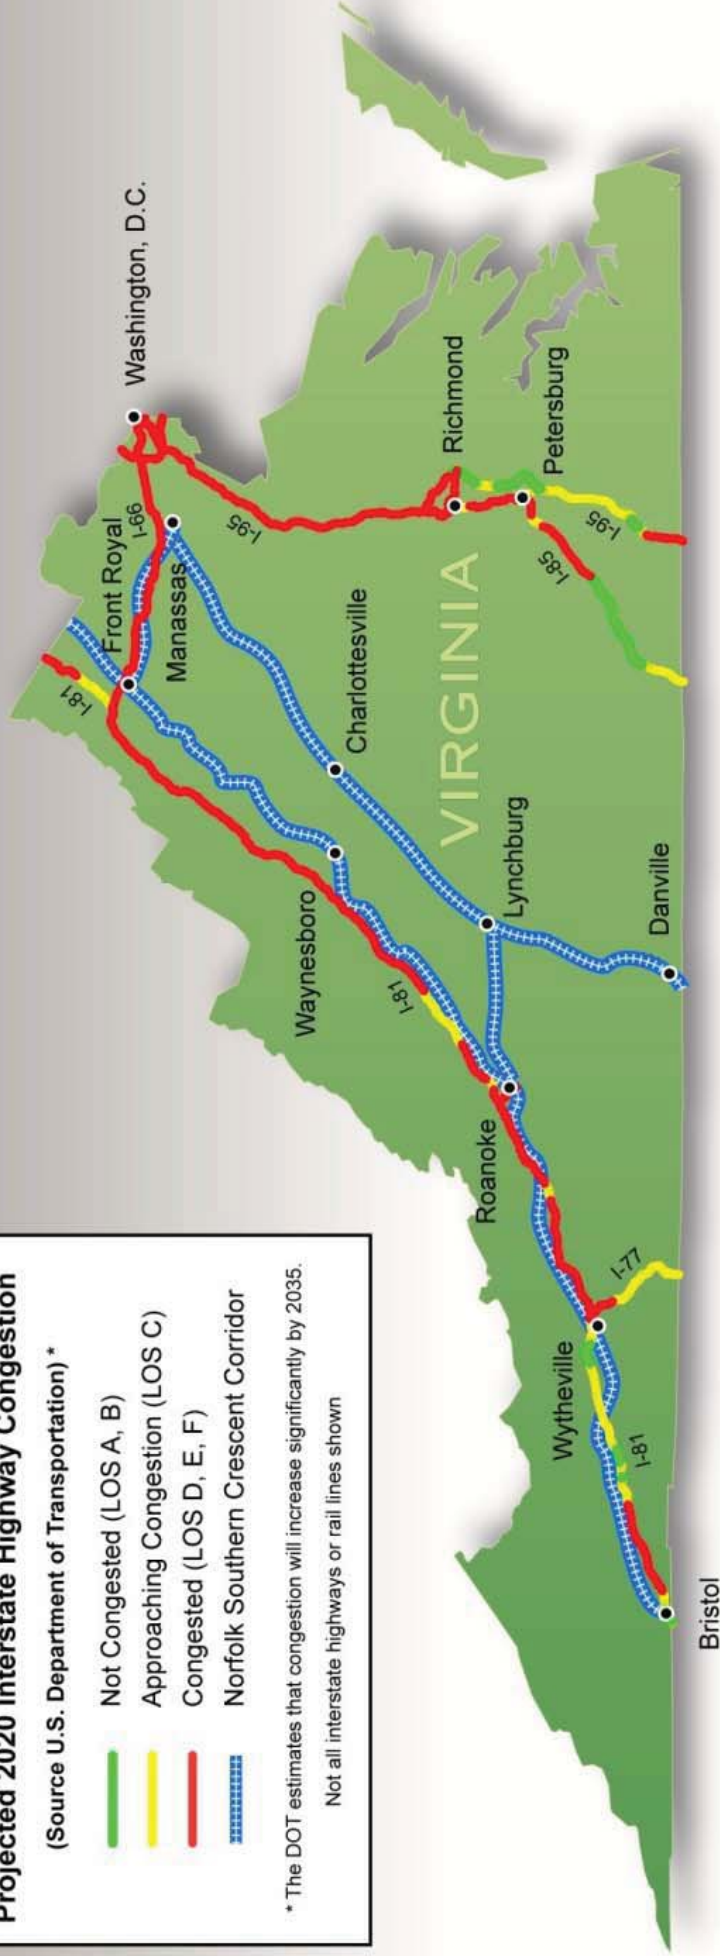 Projected 2020 Interstate Highway Congestion
(Source U.S. Department of Transportation) *
Not Congested (LOS A, B)
Approaching Congestion (LOS C)
Congested (LOS D, E, F)
Norfolk Southern Crescent Corridor
* The DOT estimates that congestion will increase significantly by 2035.
Not all interstate highways or rail lines shown
Washington, D.C.
Front Royal
I-66
I-81
Manassas
I-95
Charlottesville
Waynesboro
Richmond
VIRGINIA
I-81
Lynchburg
Petersburg
Roanoke
I-85
I-95
Wytheville
I-77
Danville
I-81
Bristol